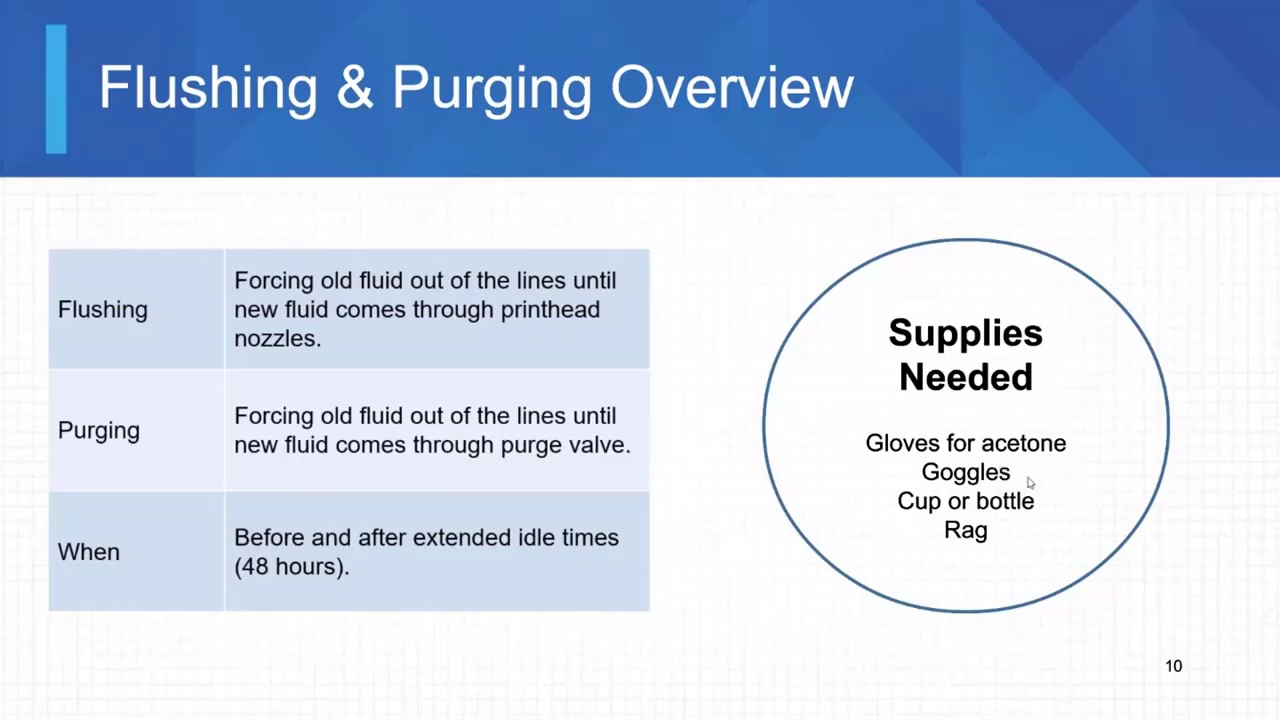 Flushing & Purging Overview
Flushing
Forcing old fluid out of the lines until
new fluid comes through printhead
nozzles.
Purging
Forcing old fluid out of the lines until
new fluid comes through purge valve.
When
Before and after extended idle times
(48 hours).
Supplies
Needed
Gloves for acetone
Goggles
Cup or bottle
Rag
10